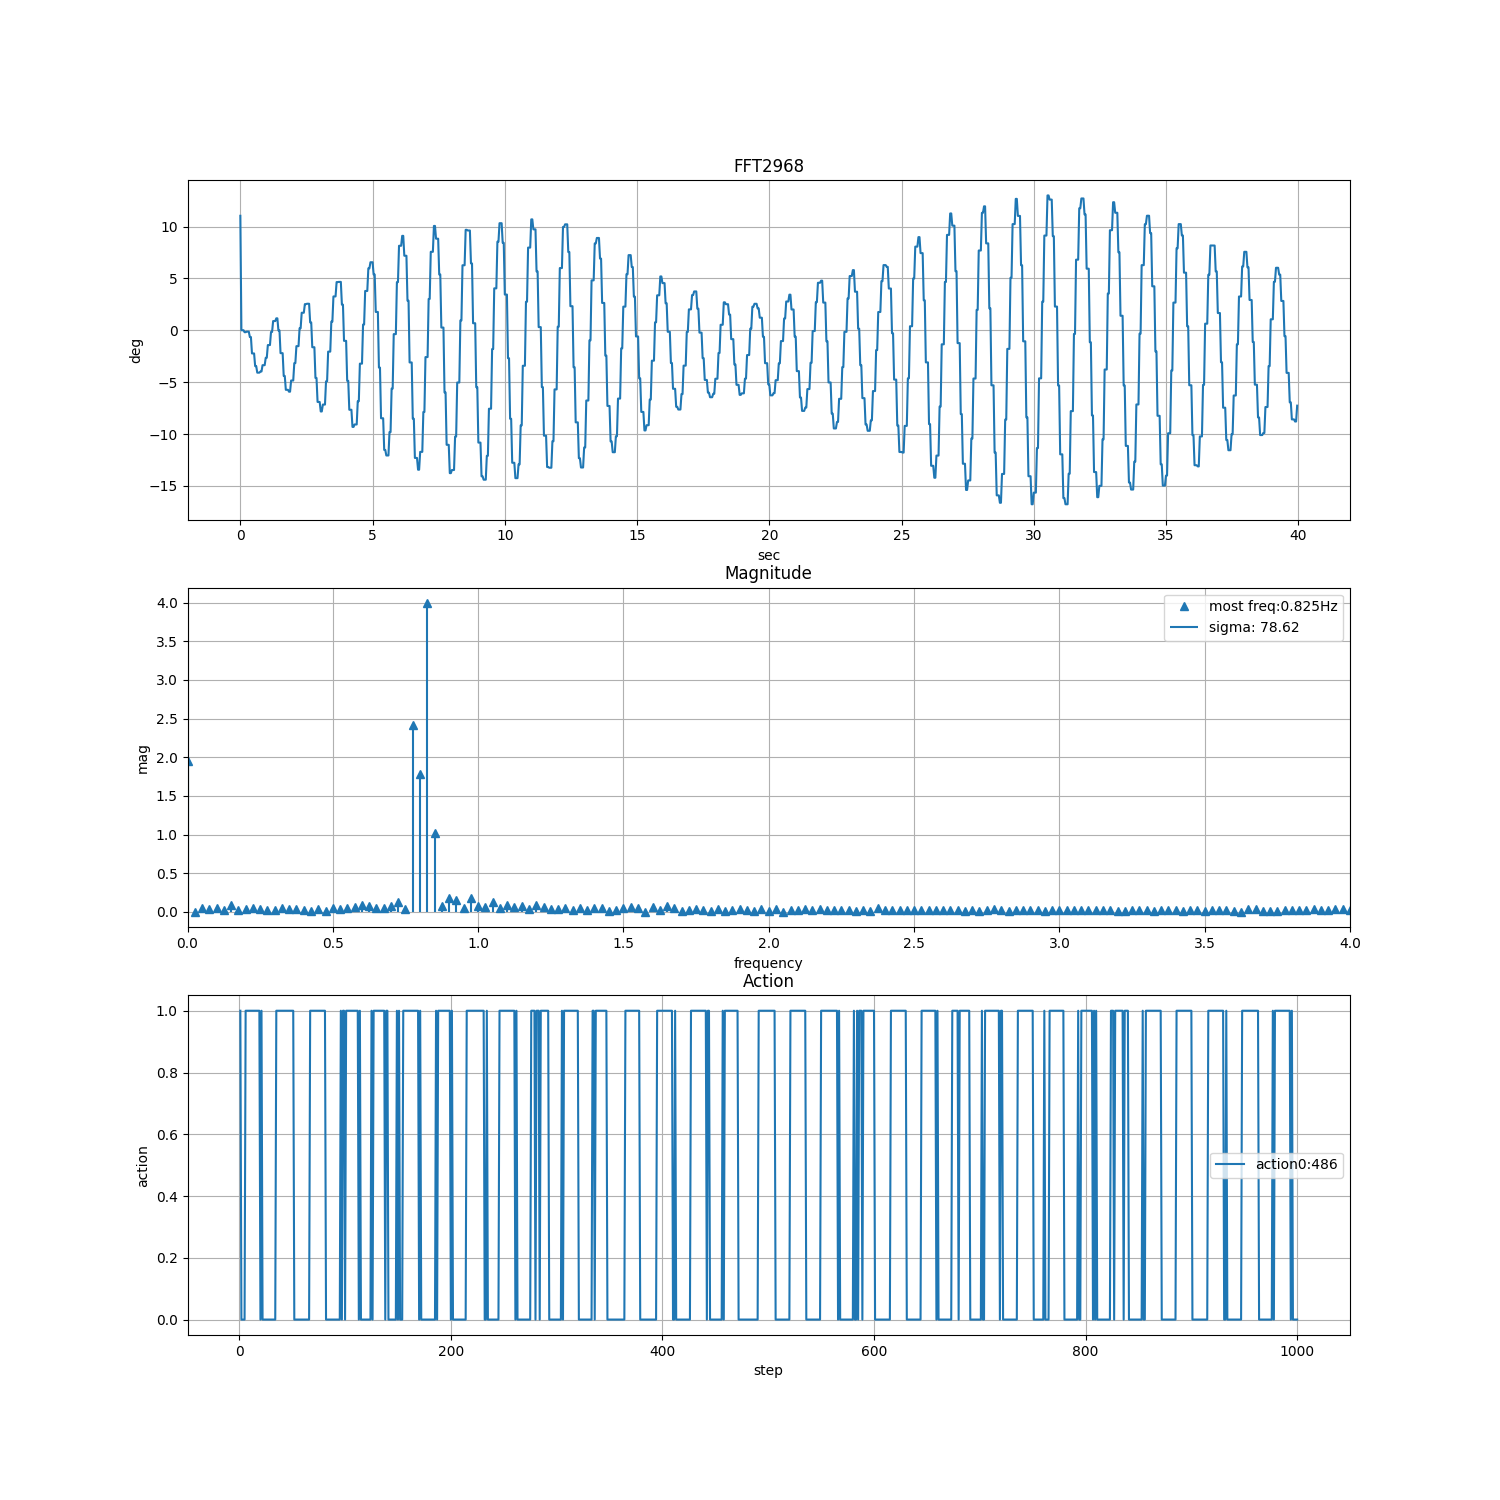 FFT2968
10
5
0
−5
−10
−15
deg
0 5 10 15 20 25 30 35 40
sec
Magnitude
4.0
3.5
3.0
2.5
2.0
1.5
1.0
0.5
0.0
mag
most freq:0.825Hz
sigma: 78.62
0.0 0.5 1.0 1.5 2.0 2.5 3.0 3.5 4.0
frequency
Action
1.0
0.8
0.6
0.4
0.2
0.0
action
action0:486
0 200 400 600 800 1000
step